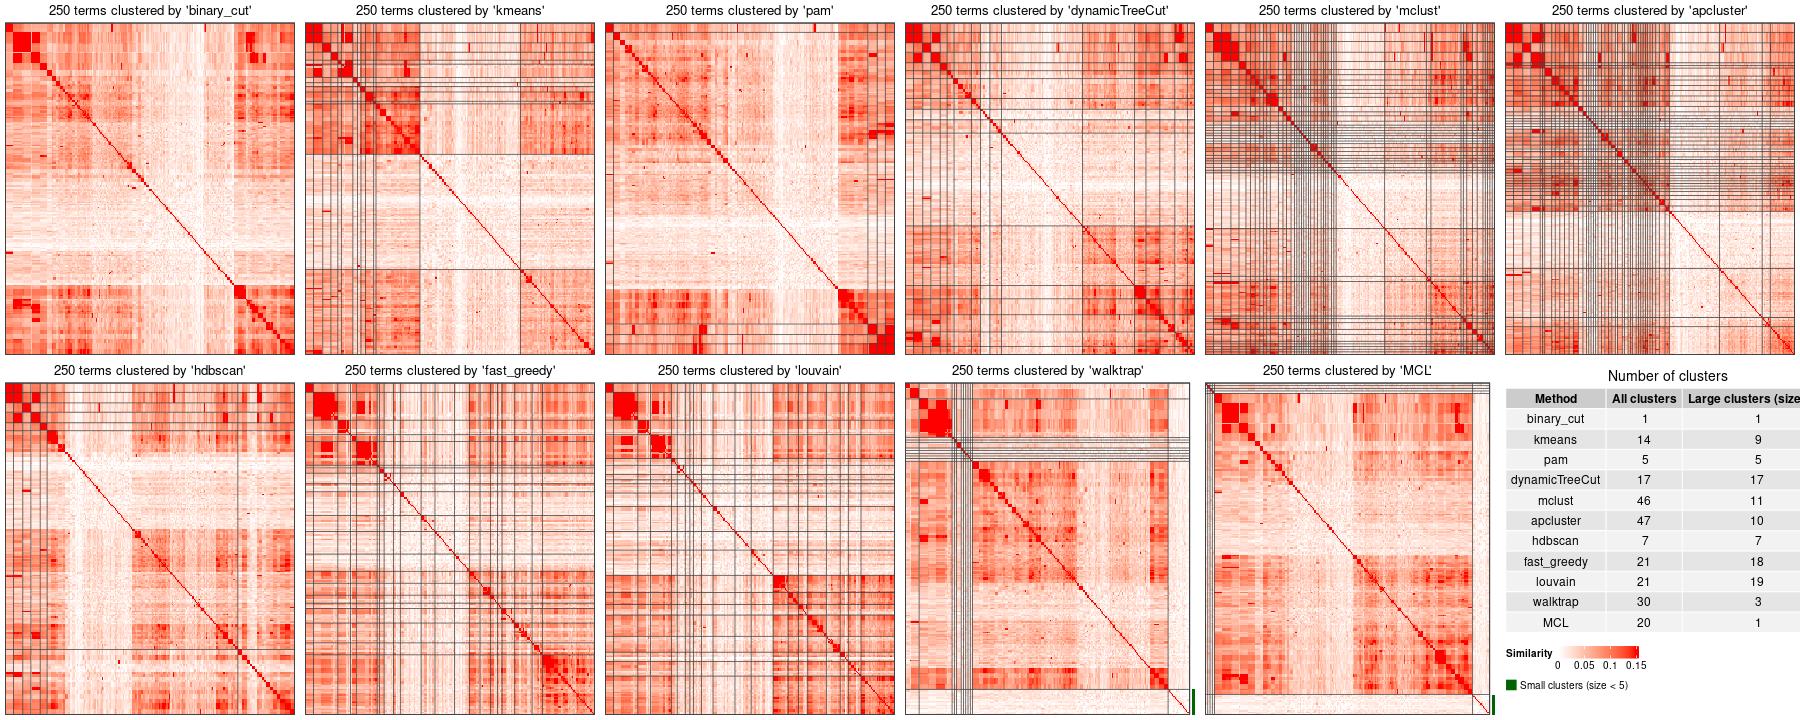 250 terms clustered by 'binary_cut'
250 terms clustered by 'kmeans'
250 terms clustered by 'pam'
250 terms clustered by 'dynamicTreeCut'
250 terms clustered by 'mclust'
250 terms clustered by 'apcluster'
250 terms clustered by 'hdbscan'
250 terms clustered by 'fast_greedy'
250 terms clustered by 'louvain'
250 terms clustered by 'walktrap'
250 terms clustered by 'MCL'
Number of clusters
Method All clusters Large clusters (size
binary_cut 1 1
kmeans 14 9
pam 5 5
dynamicTreeCut 17 17
mclust 46 11
apcluster 47 10
hdbscan 7 7
fast_greedy 21 18
louvain 21 19
walktrap 30 3
MCL 20 1
Similarity
0 0.05 0.1 0.15
Small clusters (size < 5)